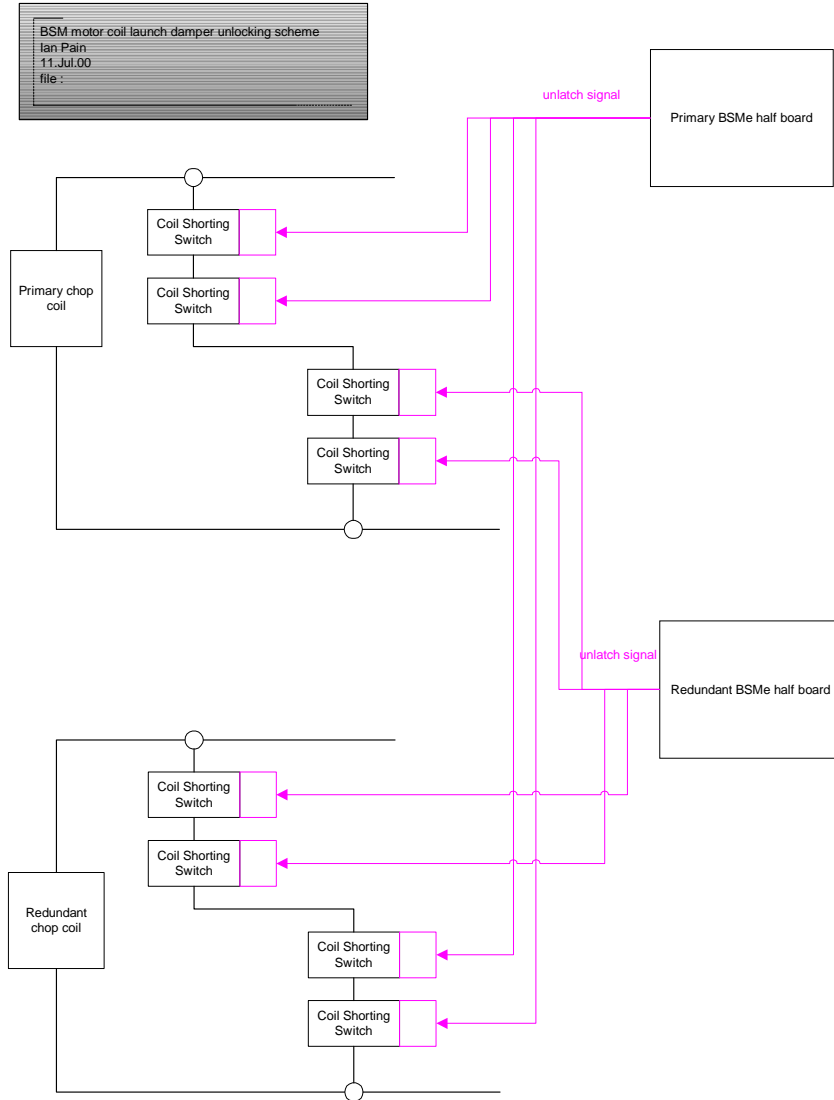 BSM motor coil launch damper unlocking scheme
Ian Pain
11.Jul.00
file :
unlatch signal
Primary BSMe half board
Coil Shorting
Switch
Primary chop
coil
Coil Shorting
Switch
Coil Shorting
Switch
Coil Shorting
Switch
unlatch signal
Redundant BSMe half board
Coil Shorting
Switch
Coil Shorting
Switch
Redundant
chop coil
Coil Shorting
Switch
Coil Shorting
Switch